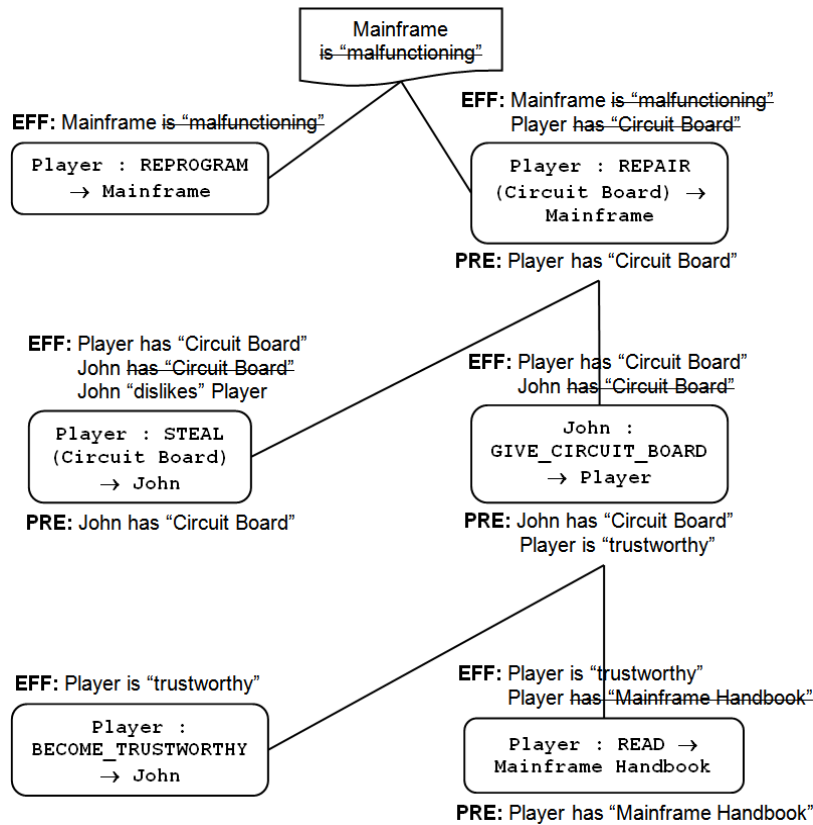 Mainframe
is “malfunctioning”
EFF: Mainframe is “malfunctioning”
Player : REPROGRAM
→ Mainframe
EFF: Mainframe is “malfunctioning”
Player has “Circuit Board”
Player : REPAIR
(Circuit Board) →
Mainframe
PRE: Player has “Circuit Board”
EFF: Player has “Circuit Board”
John has “Circuit Board”
John “dislikes” Player
Player : STEAL
(Circuit Board)
→ John
PRE: John has “Circuit Board”
EFF: Player has “Circuit Board”
John has “Circuit Board”
John :
GIVE_CIRCUIT_BOARD
→ Player
PRE: John has “Circuit Board”
Player is “trustworthy”
EFF: Player is “trustworthy”
Player :
BECOME_TRUSTWORTHY
→ John
EFF: Player is “trustworthy”
Player has “Mainframe Handbook”
Player : READ →
Mainframe Handbook
PRE: Player has “Mainframe Handbook”